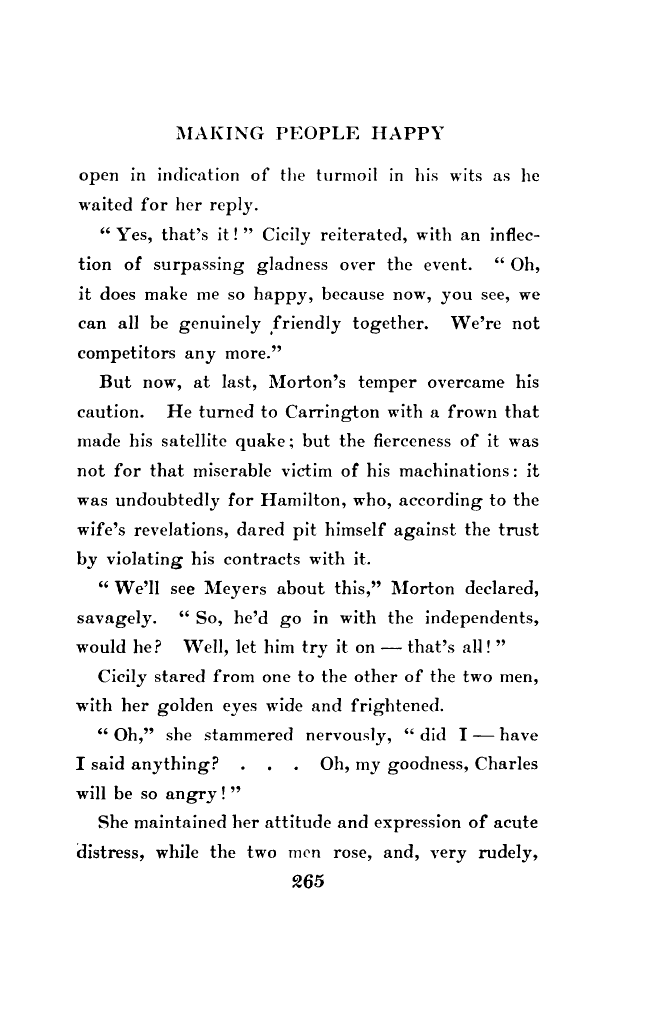 MAKING PEOPLE HAPPY
open in indication of the turmoil in his wits as he
waited for her reply.
“ Yes, that’s it! ” Cicily reiterated, with an inflec-
tion of surpassing gladness over the event. “ Oh,
it does make me so happy, because now, you see, we
can all be genuinely friendly together. We’re not
competitors any more.”
But now, at last, Morton’s temper overcame his
caution. He turned to Carrington with a frown that
made his satellite quake; but the fierceness of it was
not for that miserable victim of his machinations: it
was undoubtedly for Hamilton, who, according to the
wife’s revelations, dared pit himself against the trust
by violating his contracts with it.
“ We’ll see Meyers about this,” Morton declared,
savagely. “ So, he’d go in with the independents,
would he? Well, let him try it on — that’s all! ”
Cicily stared from one to the other of the two men,
with her golden eyes wide and frightened.
“ Oh,” she stammered nervously, “ did I — have
I said anything? . . . Oh, my goodness, Charles
will be so angry! ”
She maintained her attitude and expression of acute
distress, while the two men rose, and, very rudely,
265